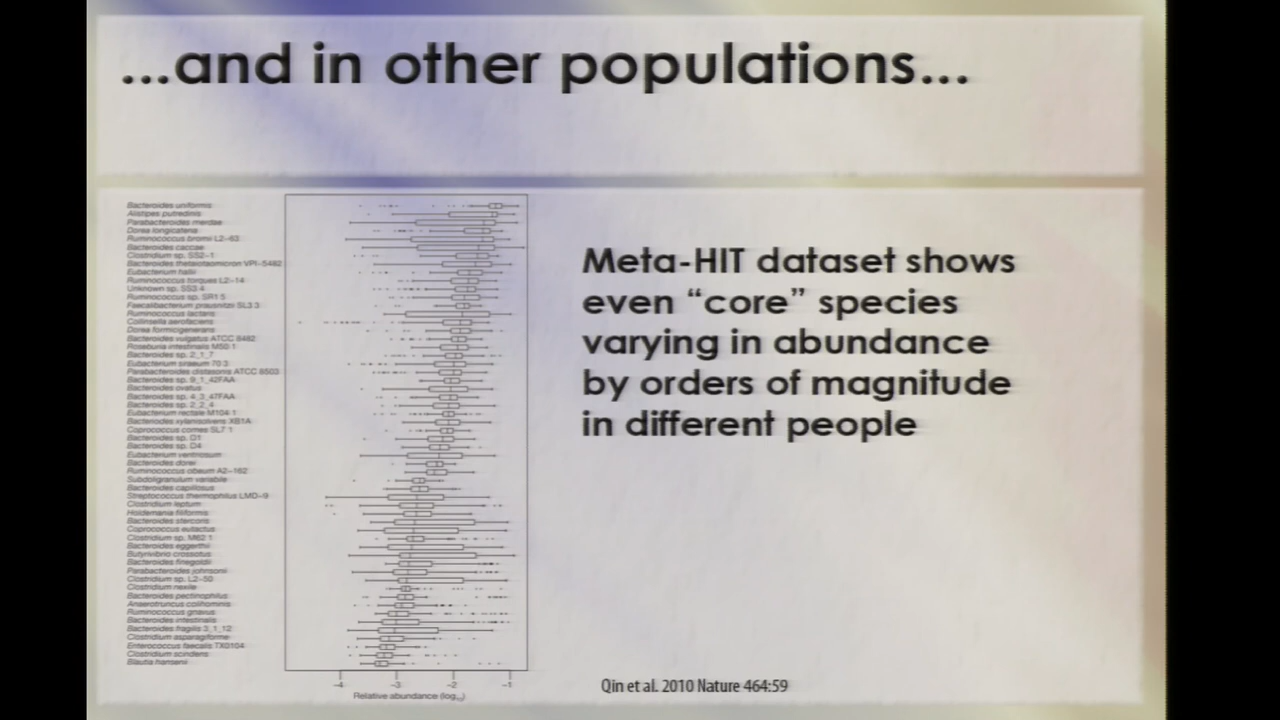 ...and in other populations...
Bacteroides uniformis
Alistipes putredinis
Parabacteroides merdae
Dorea longicatena
Ruminococcus bromii L2-63
Bacteroides caccae
Clostridium sp. SS2-1
Bacteroides thetaiotaomicron VPI-5482
Eubacterium hallii
Ruminococcus torques L2-14
Unknown sp. SS3 4
Ruminococcus sp. SR1 5
Faecalibacterium prausnitzii SL3 3
Ruminococcus lactaris
Collinsella aerofaciens
Dorea formicigenerans
Bacteroides vulgatus ATCC 8482
Roseburia intestinalis M50 1
Bacteroides sp. 2_1_7
Eubacterium siraeum 70 3
Parabacteroides distasonis ATCC 8503
Bacteroides sp. 9_1_42FAA
Bacteroides ovatus
Bacteroides sp. 4_3_47FAA
Bacteroides sp. 2_2_4
Eubacterium rectale M104 1
Bacteroides xylanisolvens XB1A
Coprococcus comes SL7 1
Bacteroides sp. D1
Bacteroides sp. D4
Eubacterium ventriosum
Bacteroides dorei
Ruminococcus obeum A2-162
Subdoligranulum variabile
Bacteroides capillosus
Streptococcus thermophilus LMD-9
Clostridium leptum
Holdemania filiformis
Bacteroides stercoris
Coprococcus eutactus
Clostridium sp. M62 1
Bacteroides eggerthii
Butyrivibrio crossotus
Bacteroides finegoldii
Parabacteroides johnsonii
Clostridium sp. L2-50
Clostridium nexile
Bacteroides pectinophilus
Anaerotruncus colihominis
Ruminococcus gnavus
Bacteroides intestinalis
Bacteroides fragilis 3_1_12
Clostridium asparagiforme
Enterococcus faecalis TX0104
Clostridium scindens
Blautia hansenii
-4 -3 -2 -1
Relative abundance (log10)
Meta-HIT dataset shows
even “core” species
varying in abundance
by orders of magnitude
in different people
Qin et al. 2010 Nature 464:59